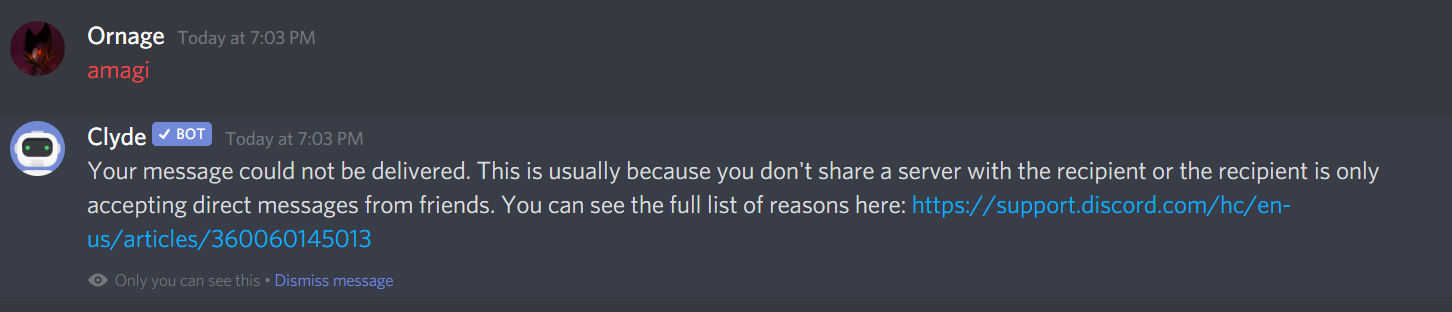 Ornage Today at 7:03 PM
amagi
Clyde ✓ BOT Today at 7:03 PM
Your message could not be delivered. This is usually because you don't share a server with the recipient or the recipient is only
accepting direct messages from friends. You can see the full list of reasons here: https://support.discord.com/hc/en-
us/articles/360060145013
Only you can see this • Dismiss message